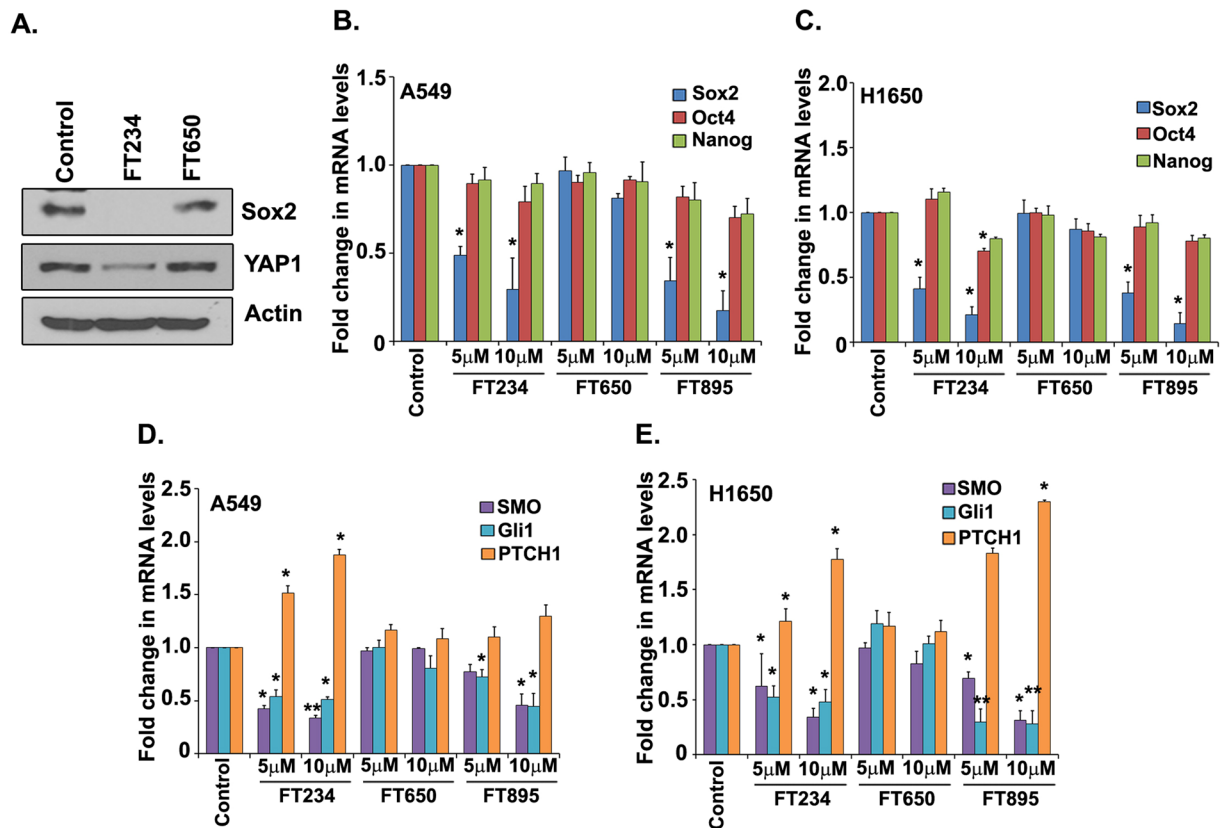 A.
Control
FT234
FT650
Sox2
YAP1
Actin
B.
Fold change in mRNA levels
1.5
1.0
0.5
0
A549
Sox2
Oct4
Nanog
*
*
*
*
Control
5μM
10μM
5μM
10μM
5μM
10μM
FT234
FT650
FT895
C.
Fold change in mRNA levels
2.0
1.5
1.0
0.5
0
H1650
Sox2
Oct4
Nanog
*
*
*
*
*
Control
5μM
10μM
5μM
10μM
5μM
10μM
FT234
FT650
FT895
D.
Fold change in mRNA levels
2.5
2.0
1.5
1.0
0.5
0
A549
SMO
Gli1
PTCH1
*
*
*
**
*
*
*
*
*
Control
5μM
10μM
5μM
10μM
5μM
10μM
FT234
FT650
FT895
E.
Fold change in mRNA levels
2.5
2.0
1.5
1.0
0.5
0
H1650
SMO
Gli1
PTCH1
*
*
*
*
*
*
*
**
*
**
*
Control
5μM
10μM
5μM
10μM
5μM
10μM
FT234
FT650
FT895